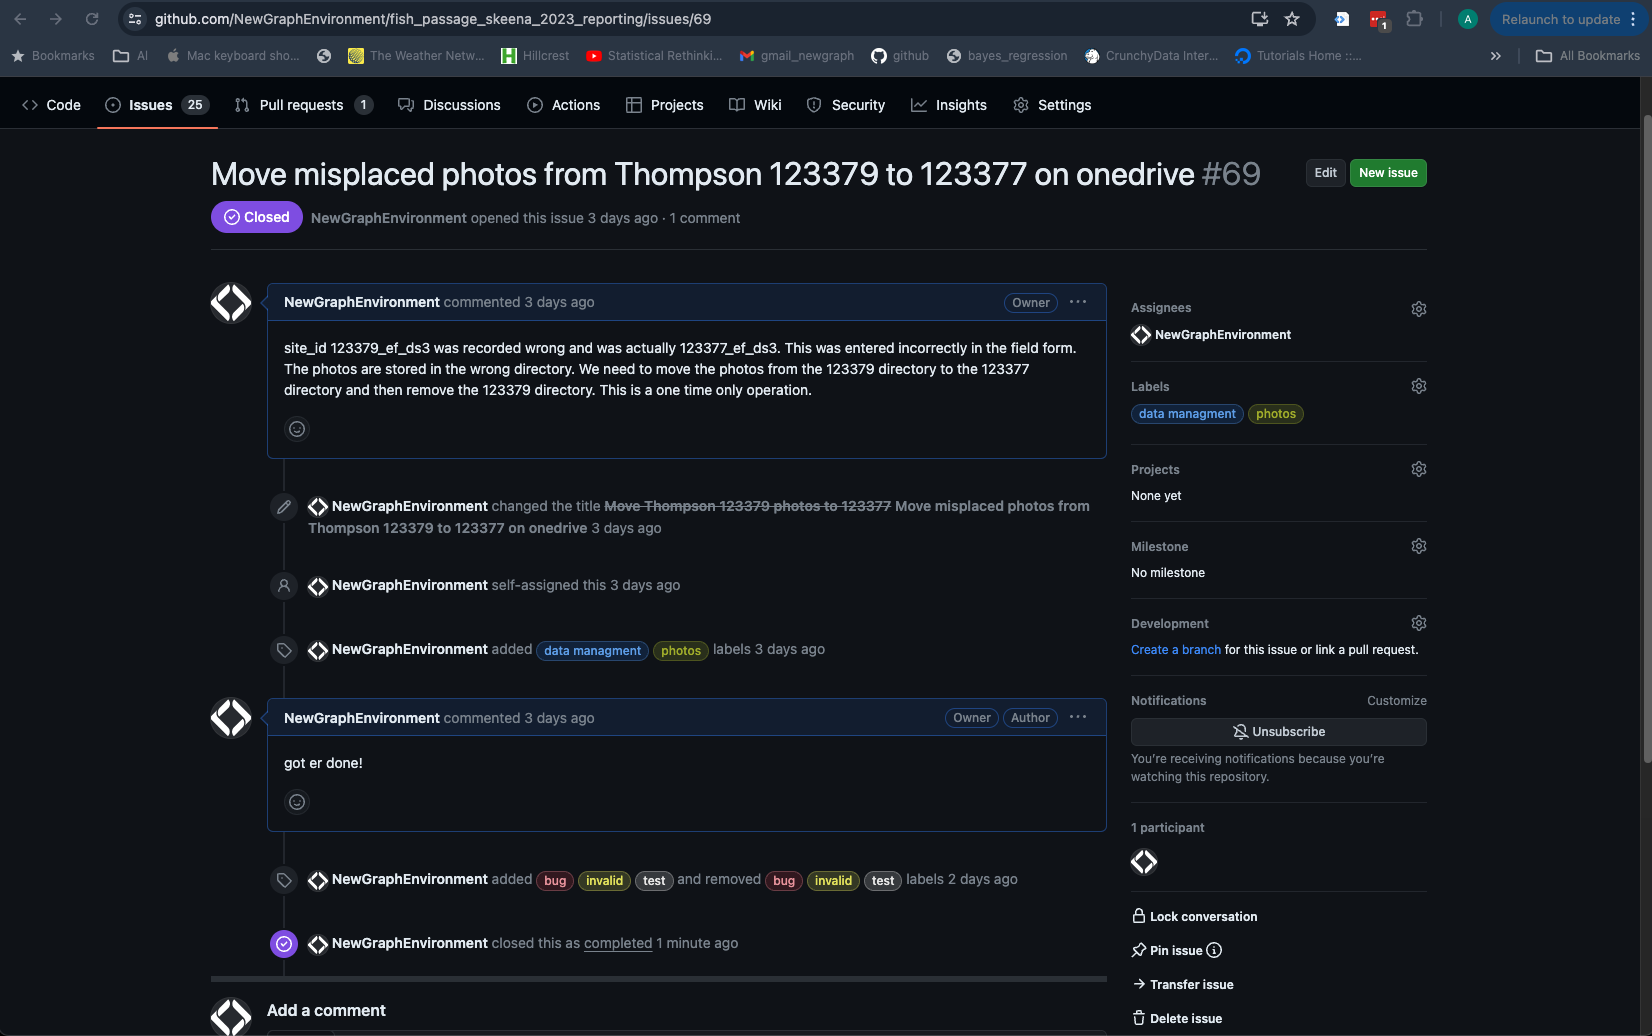 github.com/NewGraphEnvironment/fish_passage_skeena_2023_reporting/issues/69
1
A
Relaunch to update
Bookmarks
AI
Mac keyboard sho...
The Weather Netw...
Hillcrest
Statistical Rethinki...
gmail_newgraph
github
bayes_regression
CrunchyData Inter...
Tutorials Home ::...
»
All Bookmarks
Code
Issues 25
Pull requests 1
Discussions
Actions
Projects
Wiki
Security
Insights
Settings
Move misplaced photos from Thompson 123379 to 123377 on onedrive #69
Edit
New issue
Closed
NewGraphEnvironment opened this issue 3 days ago · 1 comment
NewGraphEnvironment commented 3 days ago
Owner
site_id 123379_ef_ds3 was recorded wrong and was actually 123377_ef_ds3. This was entered incorrectly in the field form.
The photos are stored in the wrong directory. We need to move the photos from the 123379 directory to the 123377
directory and then remove the 123379 directory. This is a one time only operation.
NewGraphEnvironment changed the title Move Thompson 123379 photos to 123377 Move misplaced photos from
Thompson 123379 to 123377 on onedrive 3 days ago
NewGraphEnvironment self-assigned this 3 days ago
NewGraphEnvironment added data managment photos labels 3 days ago
NewGraphEnvironment commented 3 days ago
Owner
Author
got er done!
NewGraphEnvironment added bug invalid test and removed bug invalid test labels 2 days ago
NewGraphEnvironment closed this as completed 1 minute ago
Add a comment
Assignees
NewGraphEnvironment
Labels
data managment
photos
Projects
None yet
Milestone
No milestone
Development
Create a branch for this issue or link a pull request.
Notifications
Customize
Unsubscribe
You're receiving notifications because you're
watching this repository.
1 participant
Lock conversation
Pin issue
Transfer issue
Delete issue